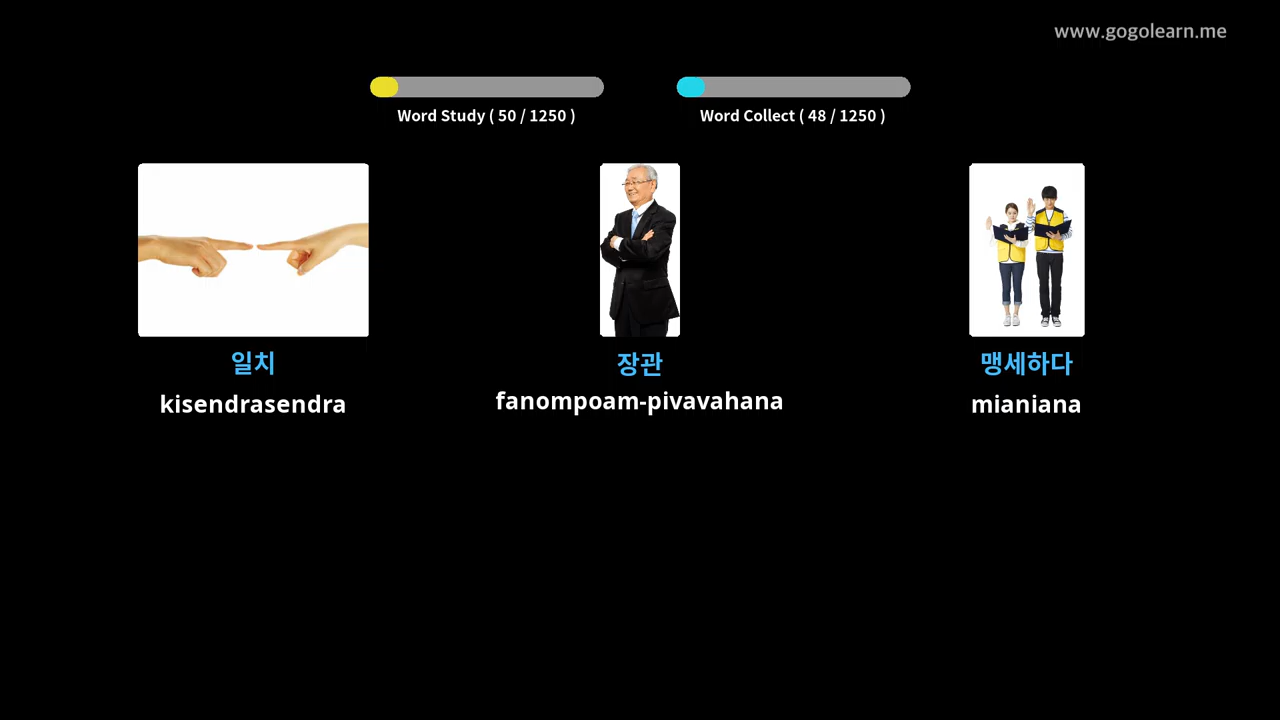 www.gogolearn.me
Word Study ( 50 / 1250 )
Word Collect ( 48 / 1250 )
일치
장관
맹세하다
kisendrasendra
fanompoam-pivavahana
mianiana